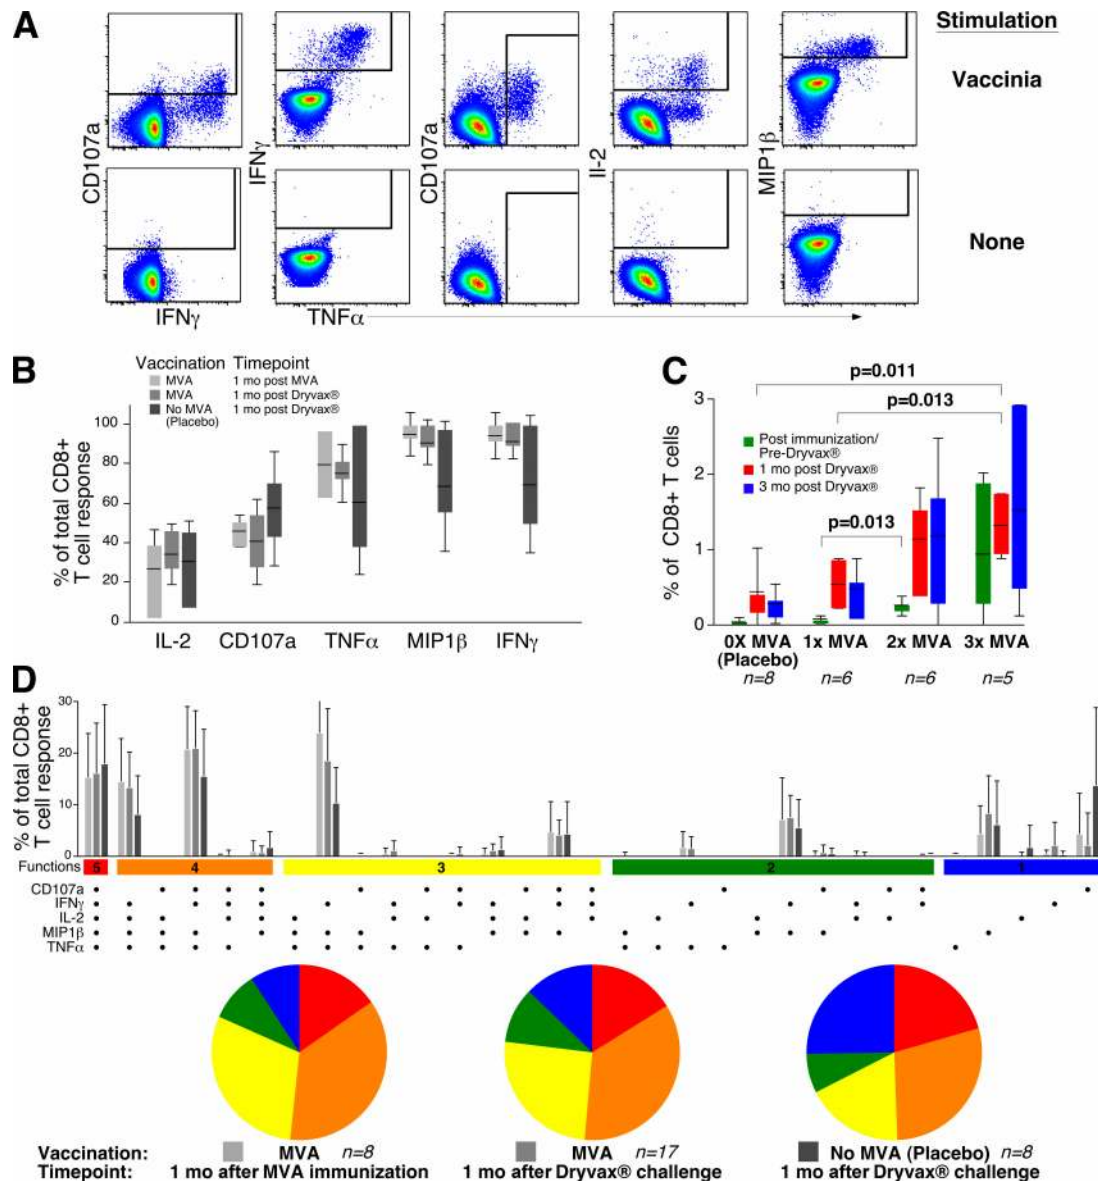 A
Stimulation
CD107a
IFNγ
CD107a
Il-2
MIP1β
Vaccinia
None
IFNγ
TNFα
B
Vaccination Timepoint
MVA 1 mo post MVA
MVA 1 mo post Dryvax®
No MVA 1 mo post Dryvax®
(Placebo)
% of total CD8+
T cell response
100
80
60
40
20
0
IL-2 CD107a TNFα MIP1β IFNγ
C
p=0.011
p=0.013
Post immunization/
Pre-Dryvax®
1 mo post Dryvax®
3 mo post Dryvax®
p=0.013
% of CD8+ T cells
3
2
1
0
0X MVA 1x MVA 2x MVA 3x MVA
(Placebo)
n=8 n=6 n=6 n=5
D
% of total CD8+
T cell response
30
20
10
0
Functions 5 4 3 2 1
CD107a
IFNγ
IL-2
MIP1β
TNFα
Vaccination: MVA n=8 MVA n=17 No MVA (Placebo) n=8
Timepoint: 1 mo after MVA immunization 1 mo after Dryvax® challenge 1 mo after Dryvax® challenge